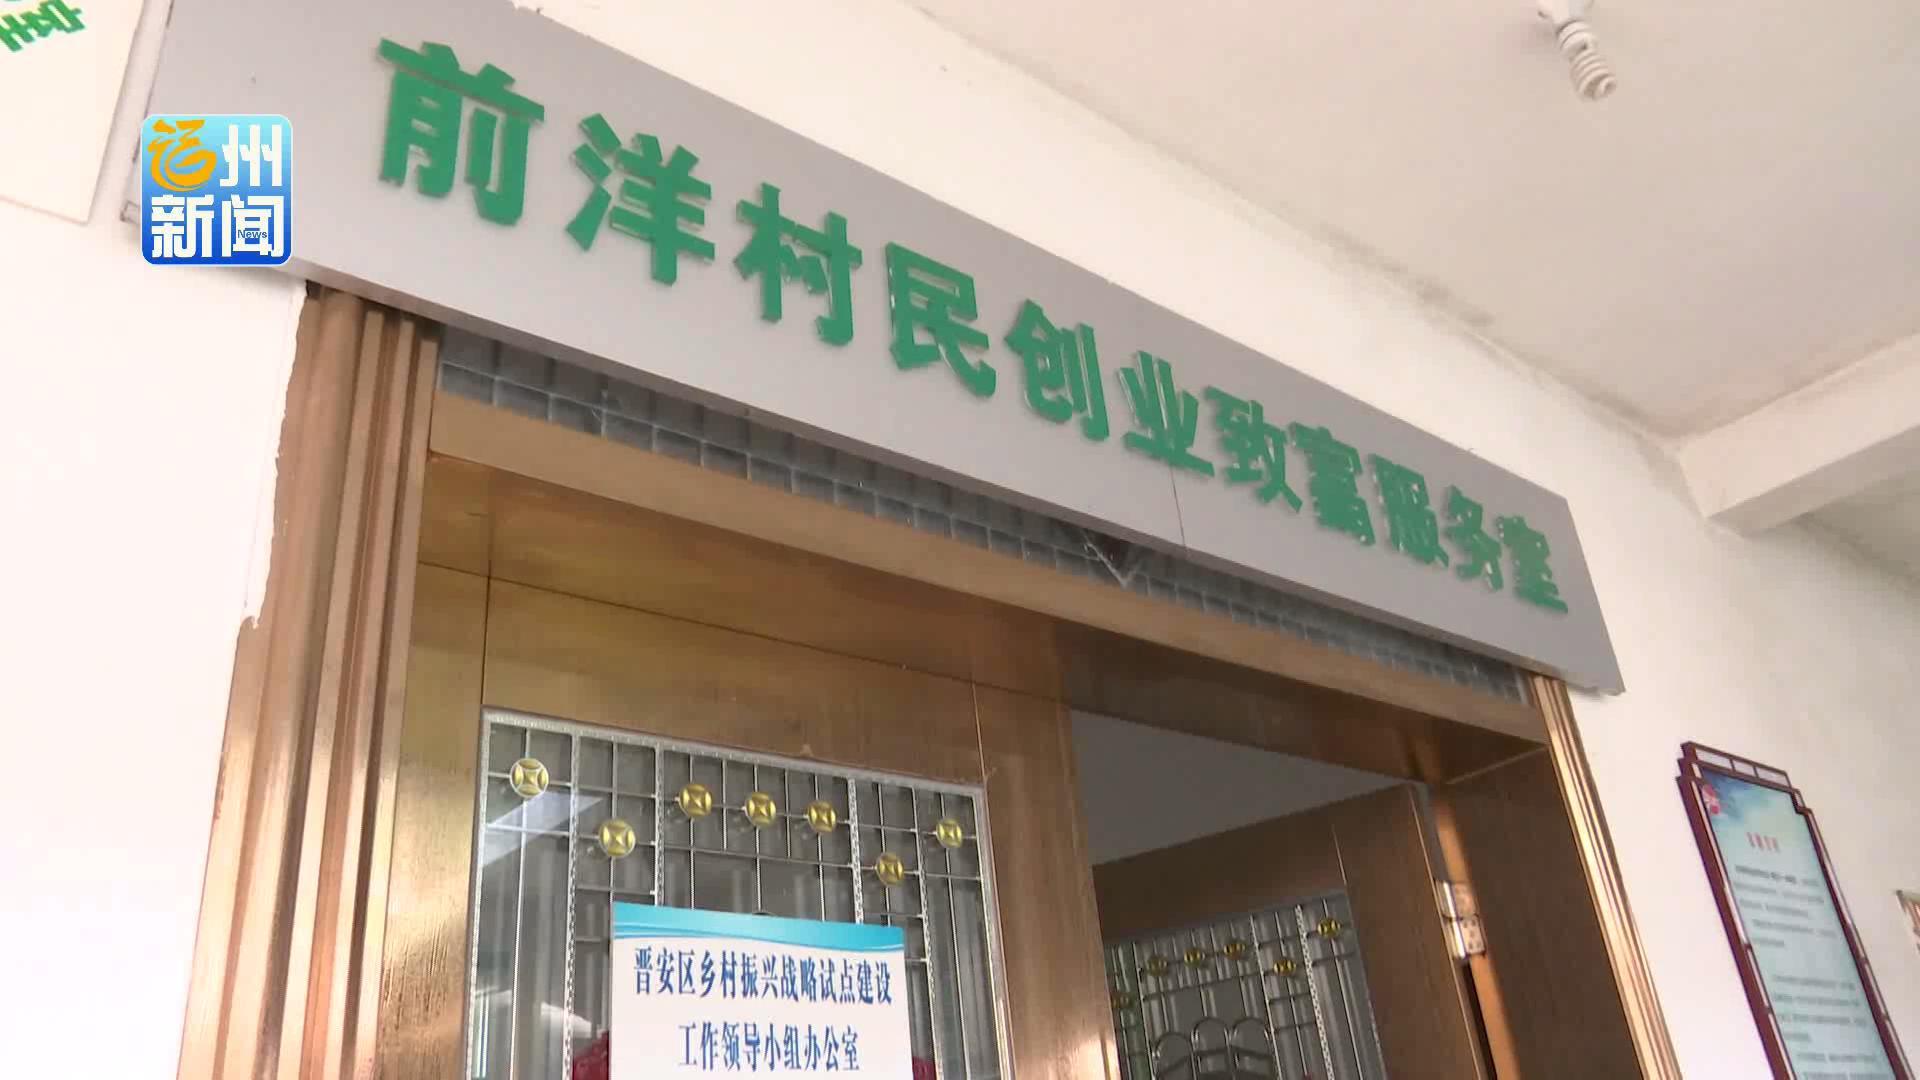 室
福州
新闻
News
前洋村民创业致富服务室
晋安区乡村振兴战略试点建设
工作领导小组办公室